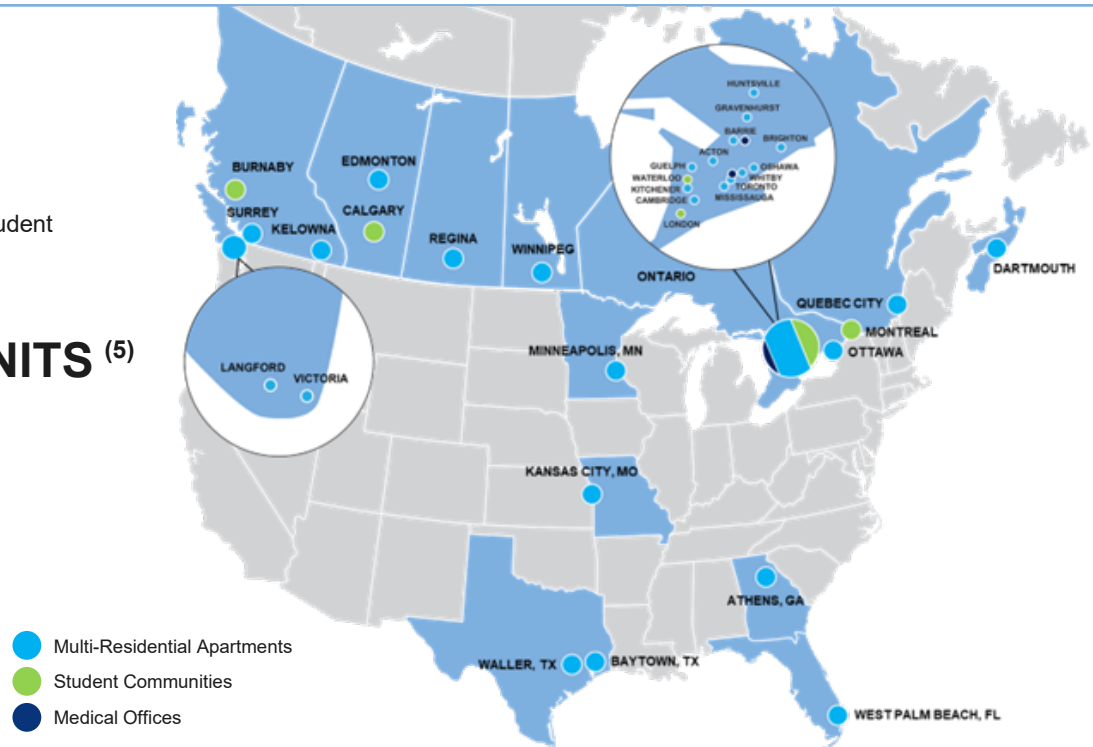 udent
NITS (5)
HUNTSVILLE
GRAVENHURST
BARRIE
BRIGHTON
ACTON
GUELPH
OSHAWA
WATERLOO
WHITBY
KITCHENER
TORONTO
CAMBRIDGE
MISSISSAUGA
LONDON
BURNABY
EDMONTON
SURREY
CALGARY
KELOWNA
REGINA
WINNIPEG
ONTARIO
DARTMOUTH
QUEBEC CITY
MONTREAL
OTTAWA
LANGFORD
VICTORIA
MINNEAPOLIS, MN
KANSAS CITY, MO
ATHENS, GA
WALLER, TX
BAYTOWN, TX
WEST PALM BEACH, FL
Multi-Residential Apartments
Student Communities
Medical Offices